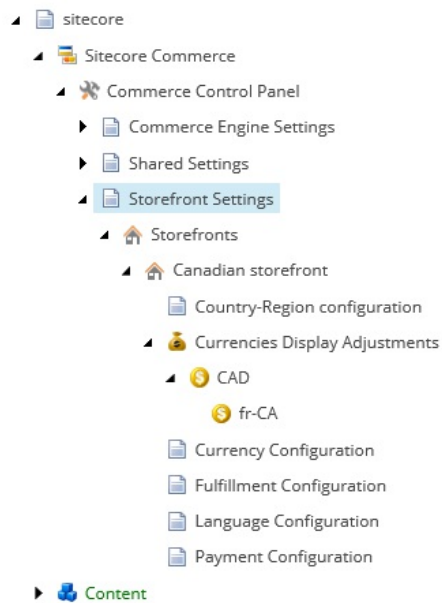 sitecore
Sitecore Commerce
Commerce Control Panel
Commerce Engine Settings
Shared Settings
Storefront Settings
Storefronts
Canadian storefront
Country-Region configuration
Currencies Display Adjustments
CAD
fr-CA
Currency Configuration
Fulfillment Configuration
Language Configuration
Payment Configuration
Content